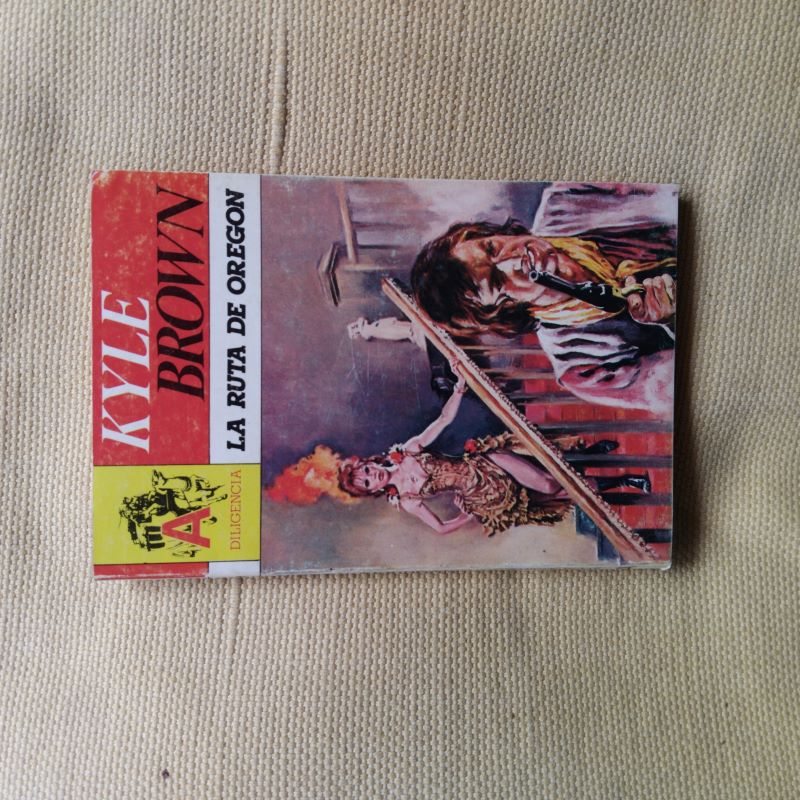 KYLE
BROWN
LA RUTA DE OREGON
A
DILIGENCIA